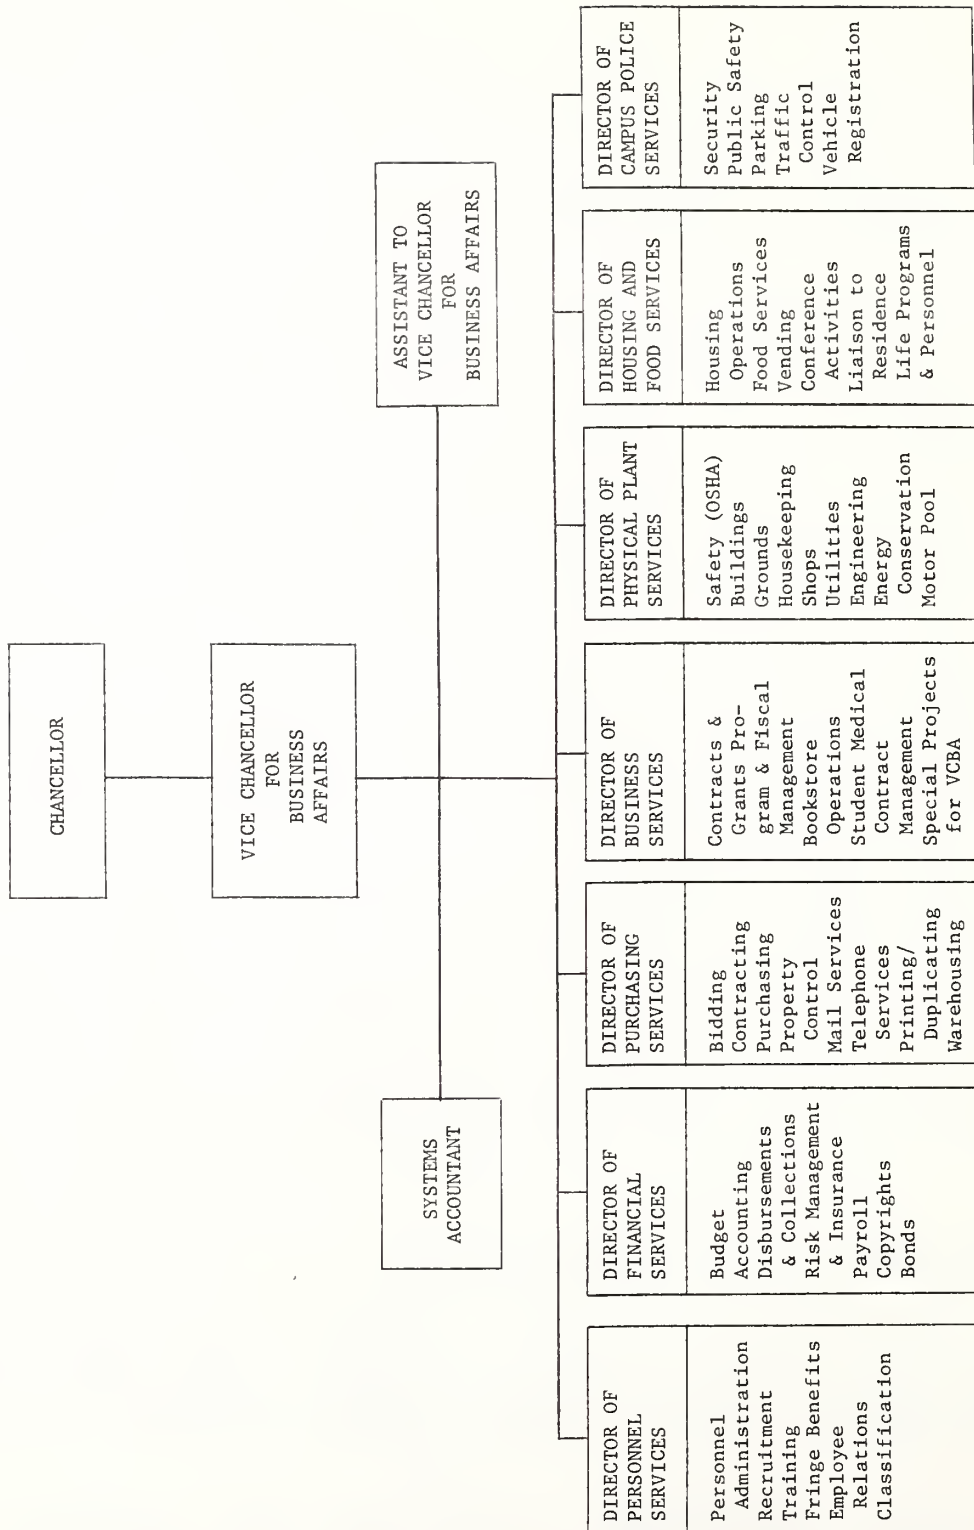 CHANCELLOR
VICE CHANCELLOR
FOR
BUSINESS
AFFAIRS
SYSTEMS
ACCOUNTANT
ASSISTANT TO
VICE CHANCELLOR
FOR
BUSINESS AFFAIRS
DIRECTOR OF
PERSONNEL
SERVICES
Personnel
Administration
Recruitment
Training
Fringe Benefits
Employee
Relations
Classification
DIRECTOR OF
FINANCIAL
SERVICES
Budget
Accounting
Disbursements
& Collections
Risk Management
& Insurance
Payroll
Copyrights
Bonds
DIRECTOR OF
PURCHASING
SERVICES
Bidding
Contracting
Purchasing
Property
Control
Mail Services
Telephone
Services
Printing/
Duplicating
Warehousing
DIRECTOR OF
BUSINESS
SERVICES
Contracts &
Grants Pro-
gram & Fiscal
Management
Bookstore
Operations
Student Medical
Contract
Management
Special Projects
for VCBA
DIRECTOR OF
PHYSICAL PLANT
SERVICES
Safety (OSHA)
Buildings
Grounds
Housekeeping
Shops
Utilities
Engineering
Energy
Conservation
Motor Pool
DIRECTOR OF
HOUSING AND
FOOD SERVICES
Housing
Operations
Food Services
Vending
Conference
Activities
Liaison to
Residence
Life Programs
& Personnel
DIRECTOR OF
CAMPUS POLICE
SERVICES
Security
Public Safety
Parking
Traffic
Control
Vehicle
Registration